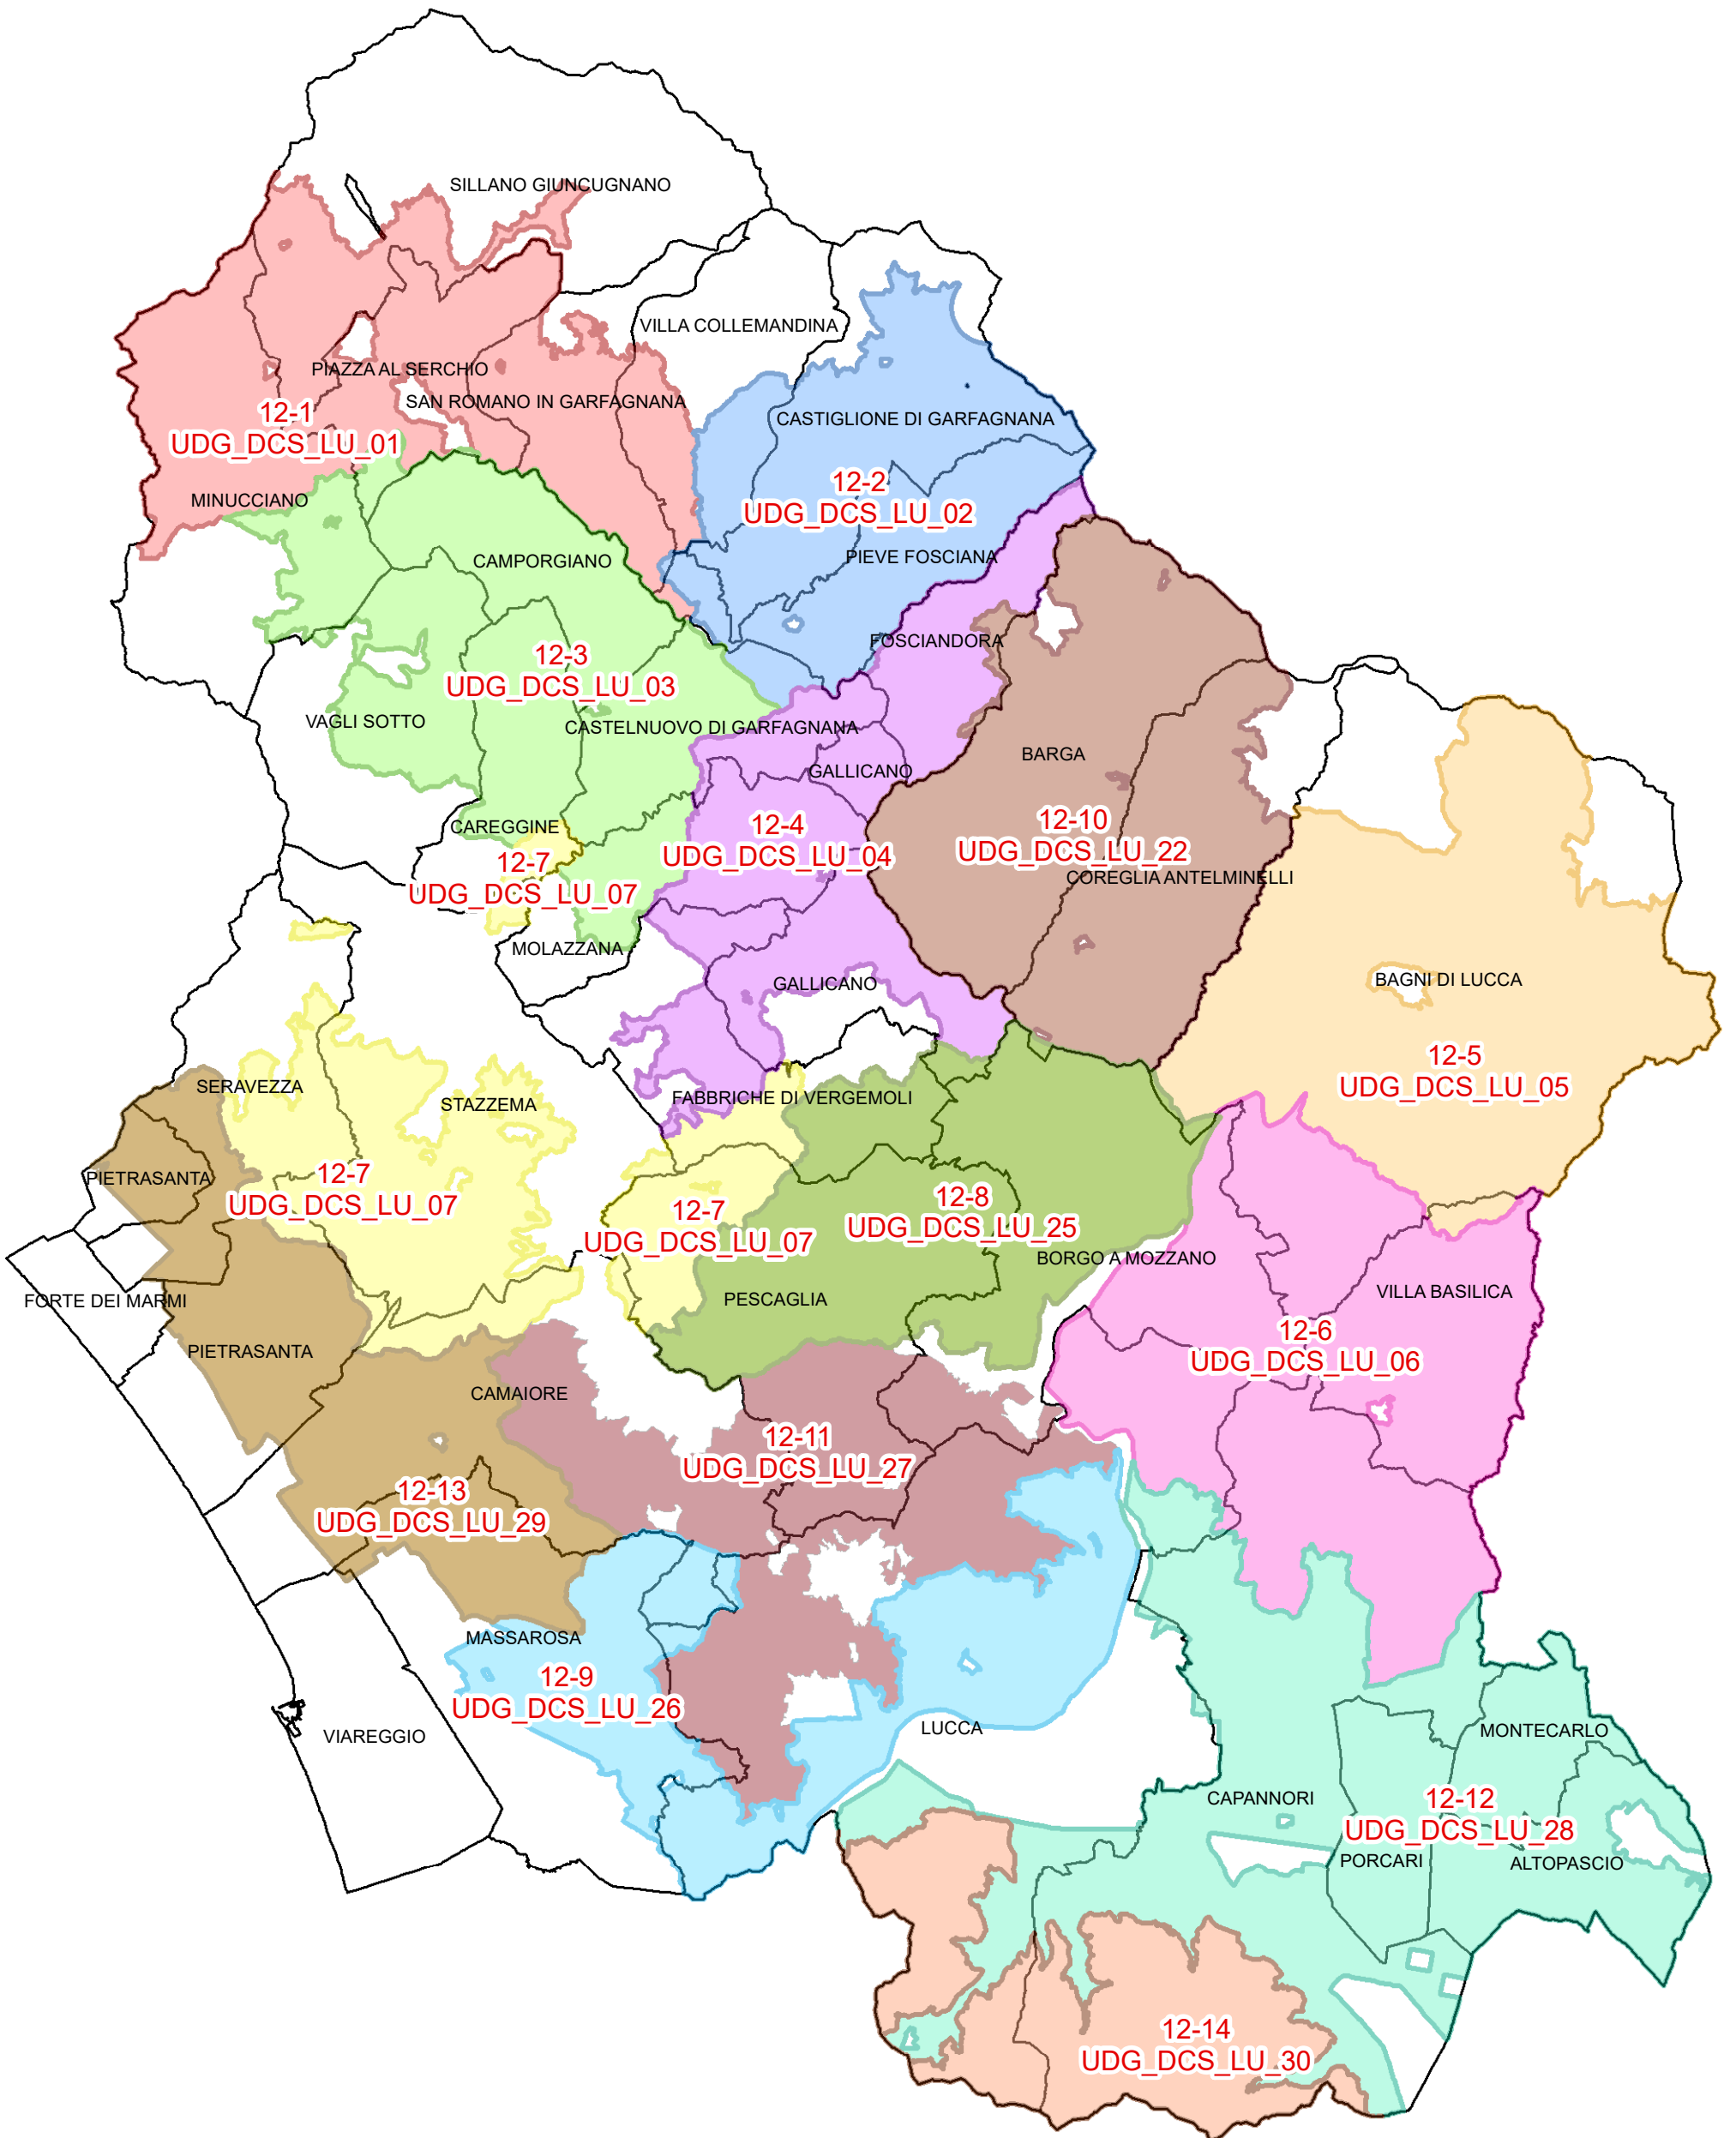 SILLANO GIUNCUGNANO
VILLA COLLEMANDINA
PIAZZA AL SERCHIO
SAN ROMANO IN GARFAGNANA
12-1
UDG_DCS_LU_01
CASTIGLIONE DI GARFAGNANA
12-2
UDG_DCS_LU_02
MINUCCIANO
CAMPORGIANO
PIEVE FOSCIANA
FOSCIANDORA
12-3
UDG_DCS_LU_03
VAGLI SOTTO
CASTELNUOVO DI GARFAGNANA
BARGA
GALLICANO
CAREGGINE
12-4
UDG_DCS_LU_04
12-10
UDG_DCS_LU_22
12-7
UDG_DCS_LU_07
COREGLIA ANTELMINELLI
MOLAZZANA
GALLICANO
BAGNI DI LUCCA
12-5
UDG_DCS_LU_05
SERAVEZZA
STAZZEMA
FABBRICHE DI VERGEMOLI
PIETRASANTA
12-7
UDG_DCS_LU_07
12-7
UDG_DCS_LU_07
12-8
UDG_DCS_LU_25
BORGO A MOZZANO
FORTE DEI MARMI
PESCAGLIA
VILLA BASILICA
PIETRASANTA
12-6
UDG_DCS_LU_06
CAMAIORE
12-11
UDG_DCS_LU_27
12-13
UDG_DCS_LU_29
MASSAROSA
12-9
UDG_DCS_LU_26
VIAREGGIO
LUCCA
MONTECARLO
CAPANNORI
12-12
UDG_DCS_LU_28
PORCARI
ALTOPASCIO
12-14
UDG_DCS_LU_30